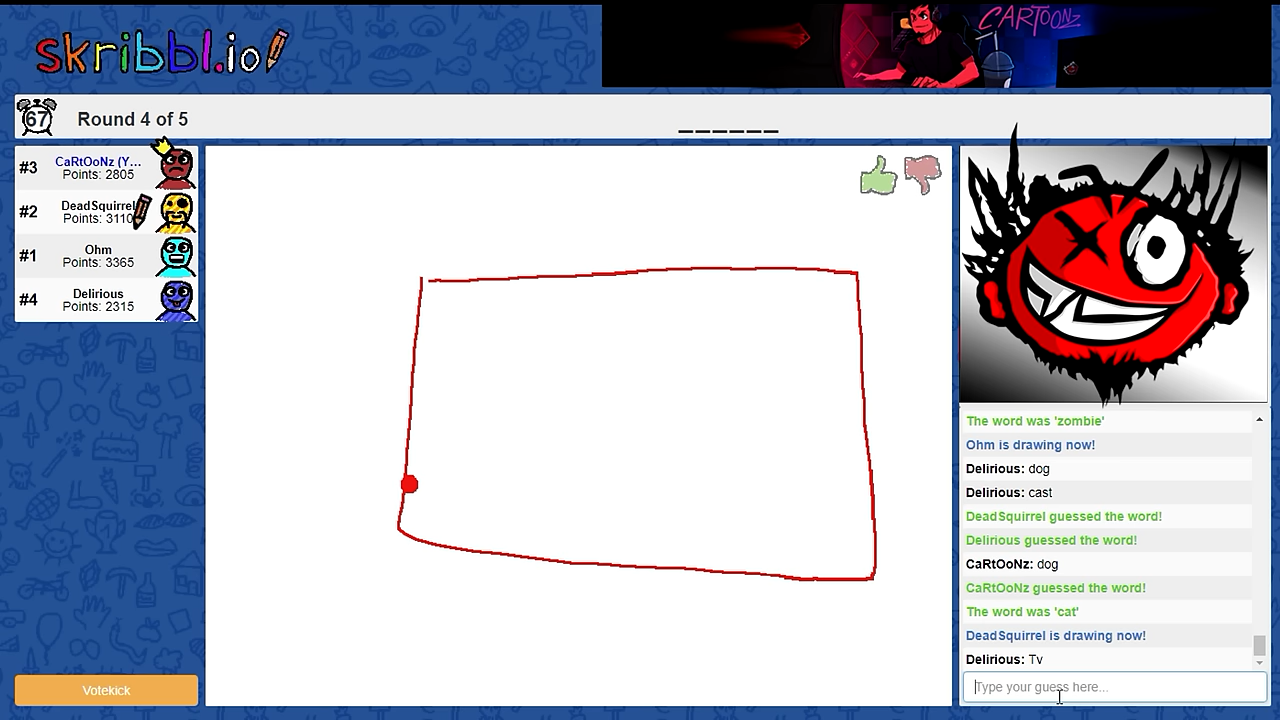 skribbl.io!
CARTOONZ
67
Round 4 of 5
______
#3
CaRtOoNz (Y...
Points: 2805
#2
DeadSquirrel
Points: 3110
#1
Ohm
Points: 3365
#4
Delirious
Points: 2315
The word was 'zombie'
Ohm is drawing now!
Delirious: dog
Delirious: cast
DeadSquirrel guessed the word!
Delirious guessed the word!
CaRtOoNz: dog
CaRtOoNz guessed the word!
The word was 'cat'
DeadSquirrel is drawing now!
Delirious: Tv
Type your guess here...
Votekick